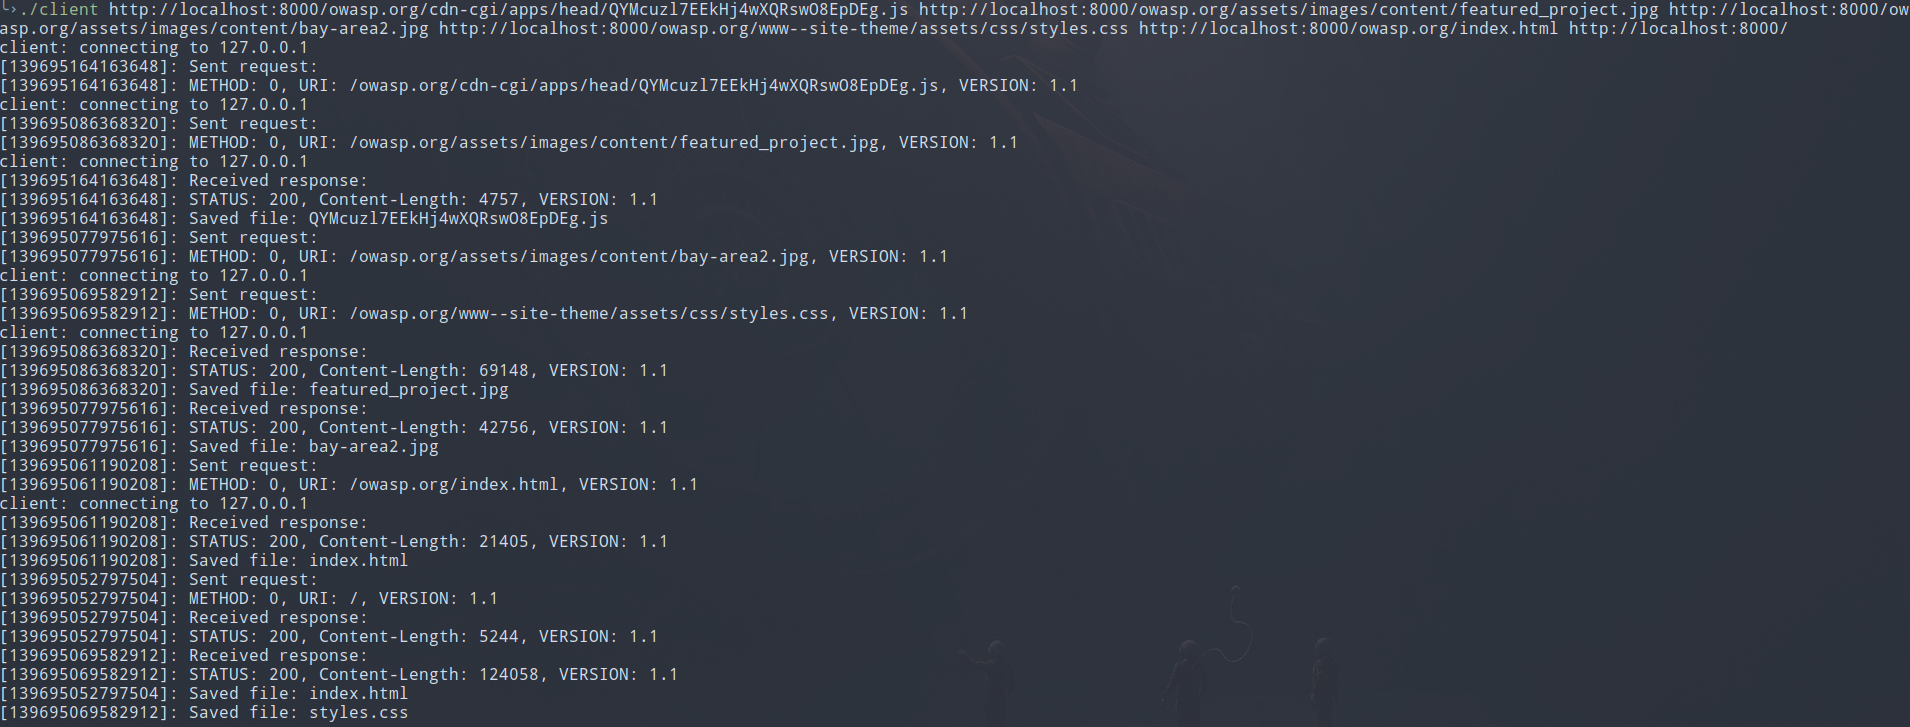 ╰›./client http://localhost:8000/owasp.org/cdn-cgi/apps/head/QYMcuzl7EEkHj4wXQRswO8EpDEg.js http://localhost:8000/owasp.org/assets/images/content/featured_project.jpg http://localhost:8000/ow
asp.org/assets/images/content/bay-area2.jpg http://localhost:8000/owasp.org/www--site-theme/assets/css/styles.css http://localhost:8000/owasp.org/index.html http://localhost:8000/
client: connecting to 127.0.0.1
[139695164163648]: Sent request:
[139695164163648]: METHOD: 0, URI: /owasp.org/cdn-cgi/apps/head/QYMcuzl7EEkHj4wXQRswO8EpDEg.js, VERSION: 1.1
client: connecting to 127.0.0.1
[139695086368320]: Sent request:
[139695086368320]: METHOD: 0, URI: /owasp.org/assets/images/content/featured_project.jpg, VERSION: 1.1
client: connecting to 127.0.0.1
[139695164163648]: Received response:
[139695164163648]: STATUS: 200, Content-Length: 4757, VERSION: 1.1
[139695164163648]: Saved file: QYMcuzl7EEkHj4wXQRswO8EpDEg.js
[139695077975616]: Sent request:
[139695077975616]: METHOD: 0, URI: /owasp.org/assets/images/content/bay-area2.jpg, VERSION: 1.1
client: connecting to 127.0.0.1
[139695069582912]: Sent request:
[139695069582912]: METHOD: 0, URI: /owasp.org/www--site-theme/assets/css/styles.css, VERSION: 1.1
client: connecting to 127.0.0.1
[139695086368320]: Received response:
[139695086368320]: STATUS: 200, Content-Length: 69148, VERSION: 1.1
[139695086368320]: Saved file: featured_project.jpg
[139695077975616]: Received response:
[139695077975616]: STATUS: 200, Content-Length: 42756, VERSION: 1.1
[139695077975616]: Saved file: bay-area2.jpg
[139695061190208]: Sent request:
[139695061190208]: METHOD: 0, URI: /owasp.org/index.html, VERSION: 1.1
client: connecting to 127.0.0.1
[139695061190208]: Received response:
[139695061190208]: STATUS: 200, Content-Length: 21405, VERSION: 1.1
[139695061190208]: Saved file: index.html
[139695052797504]: Sent request:
[139695052797504]: METHOD: 0, URI: /, VERSION: 1.1
[139695052797504]: Received response:
[139695052797504]: STATUS: 200, Content-Length: 5244, VERSION: 1.1
[139695069582912]: Received response:
[139695069582912]: STATUS: 200, Content-Length: 124058, VERSION: 1.1
[139695052797504]: Saved file: index.html
[139695069582912]: Saved file: styles.css